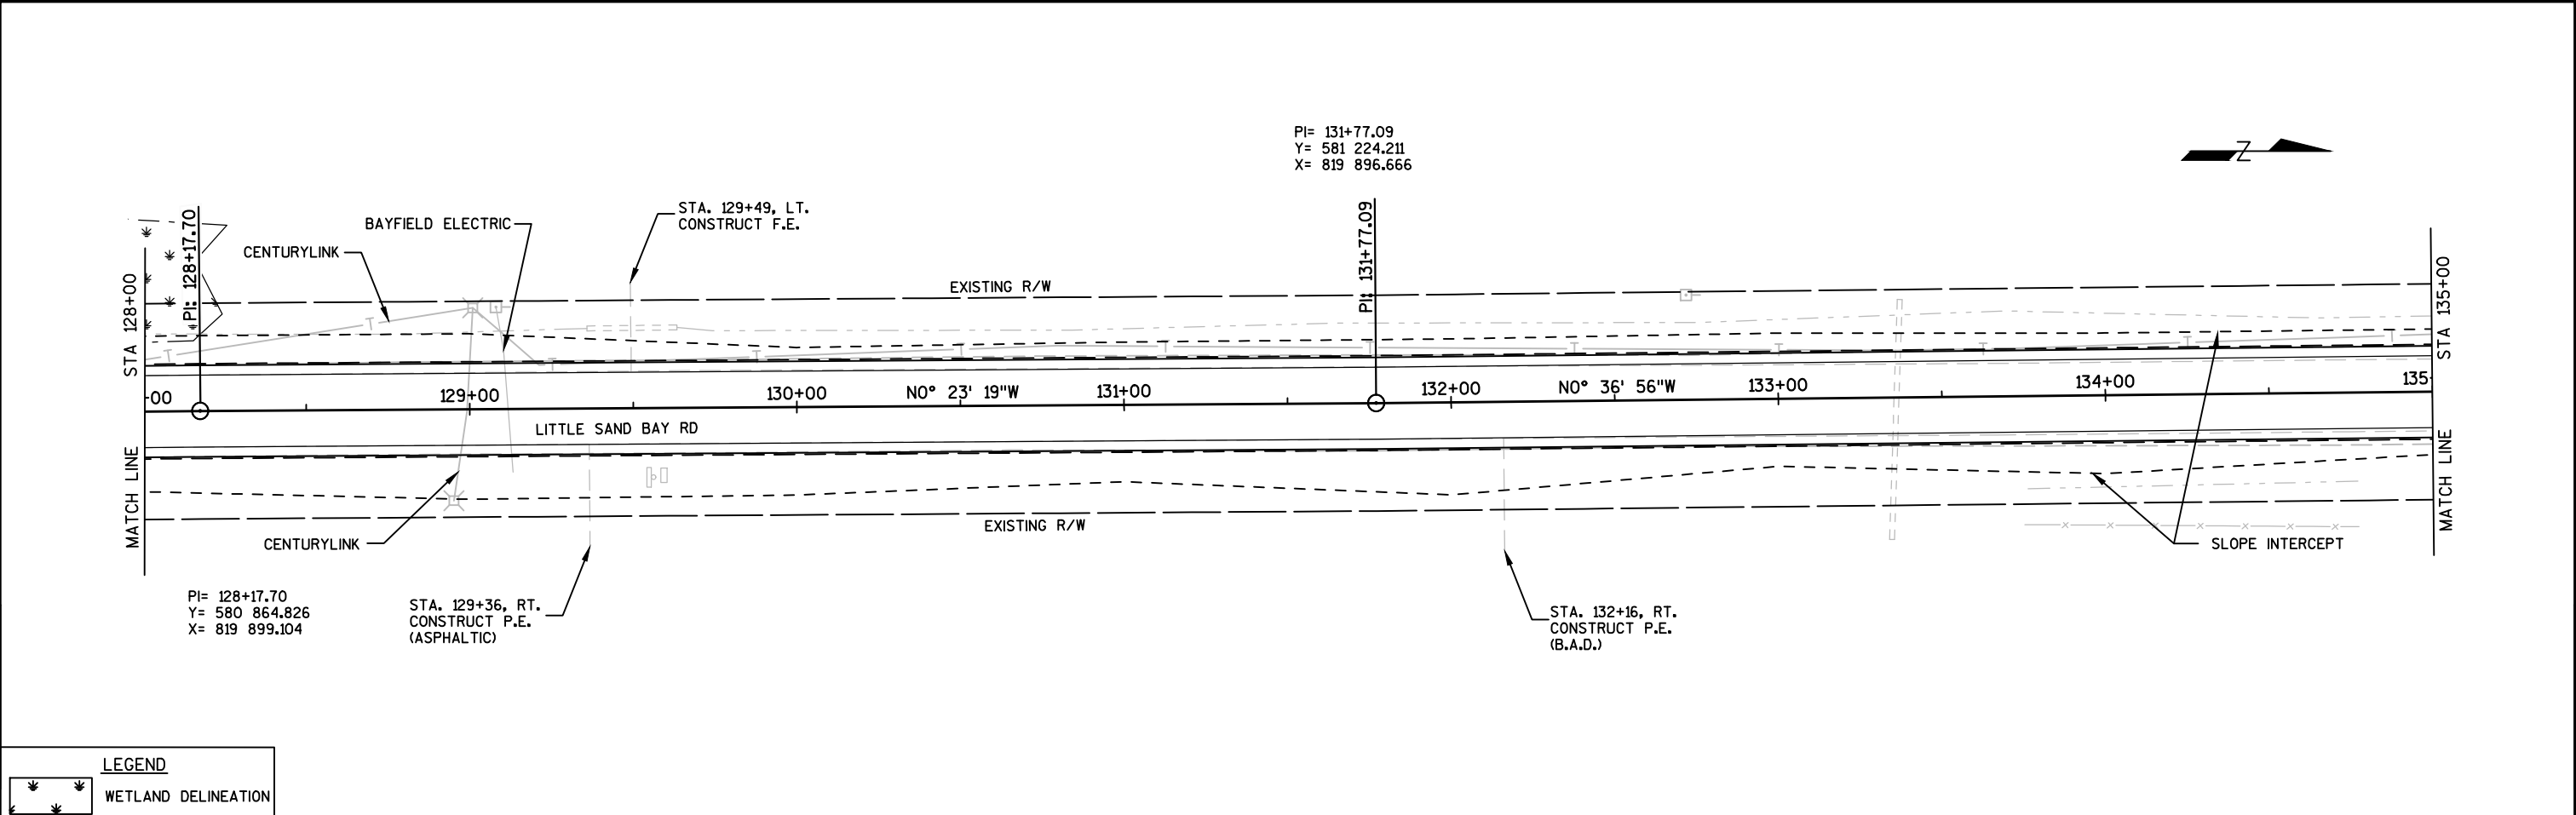 PI= 131+77.09
Y= 581 224.211
X= 819 896.666
Z
PI: 128+17.70
BAYFIELD ELECTRIC
CENTURYLINK
STA. 129+49, LT.
CONSTRUCT F.E.
PI: 131+77.09
STA 128+00
EXISTING R/W
STA 135+00
00
129+00
130+00
N0° 23' 19"W
131+00
132+00
N0° 36' 56"W
133+00
134+00
135
LITTLE SAND BAY RD
MATCH LINE
EXISTING R/W
MATCH LINE
CENTURYLINK
SLOPE INTERCEPT
PI= 128+17.70
Y= 580 864.826
X= 819 899.104
STA. 129+36, RT.
CONSTRUCT P.E.
(ASPHALTIC)
STA. 132+16, RT.
CONSTRUCT P.E.
(B.A.D.)
LEGEND
WETLAND DELINEATION